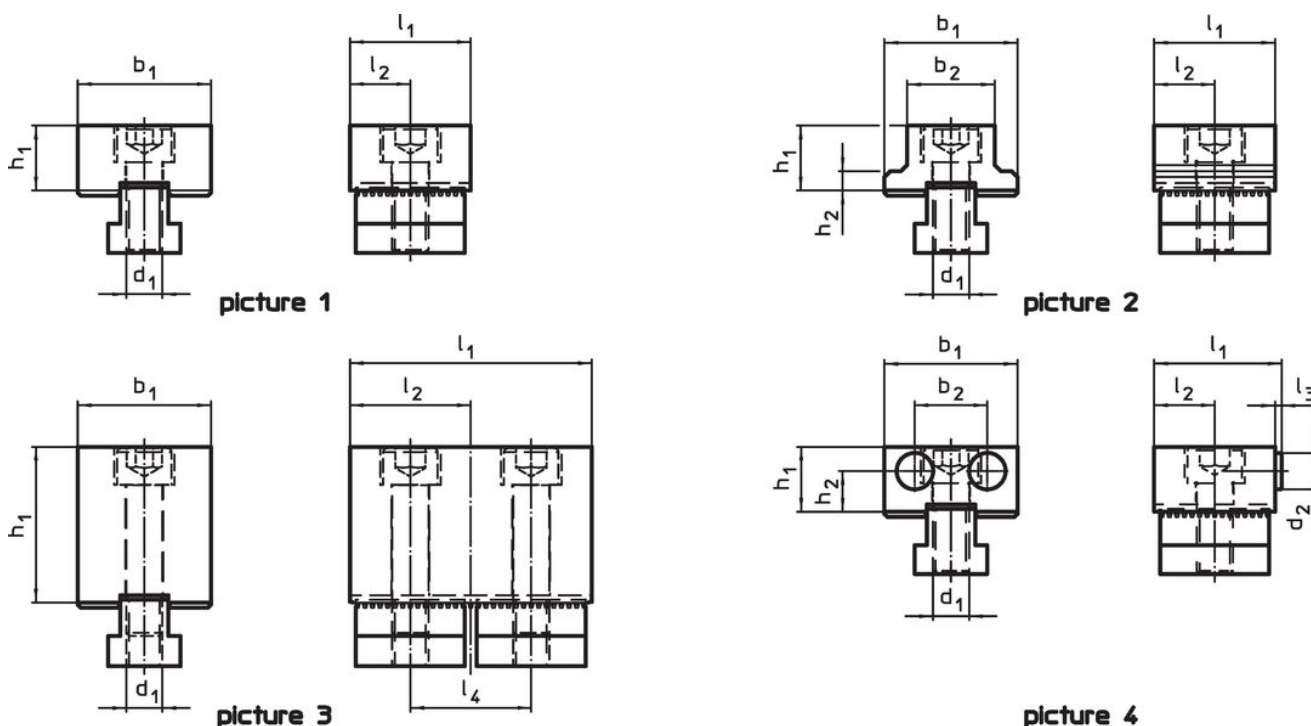 b₁
l₁
l₂
h₁
d₁
picture 1
b₁
b₂
l₁
l₂
h₁
h₂
d₁
picture 2
b₁
l₁
l₂
h₁
d₁
l₄
picture 3
b₁
b₂
l₁
l₂
l₃
h₁
h₂
d₂
d₁
picture 4